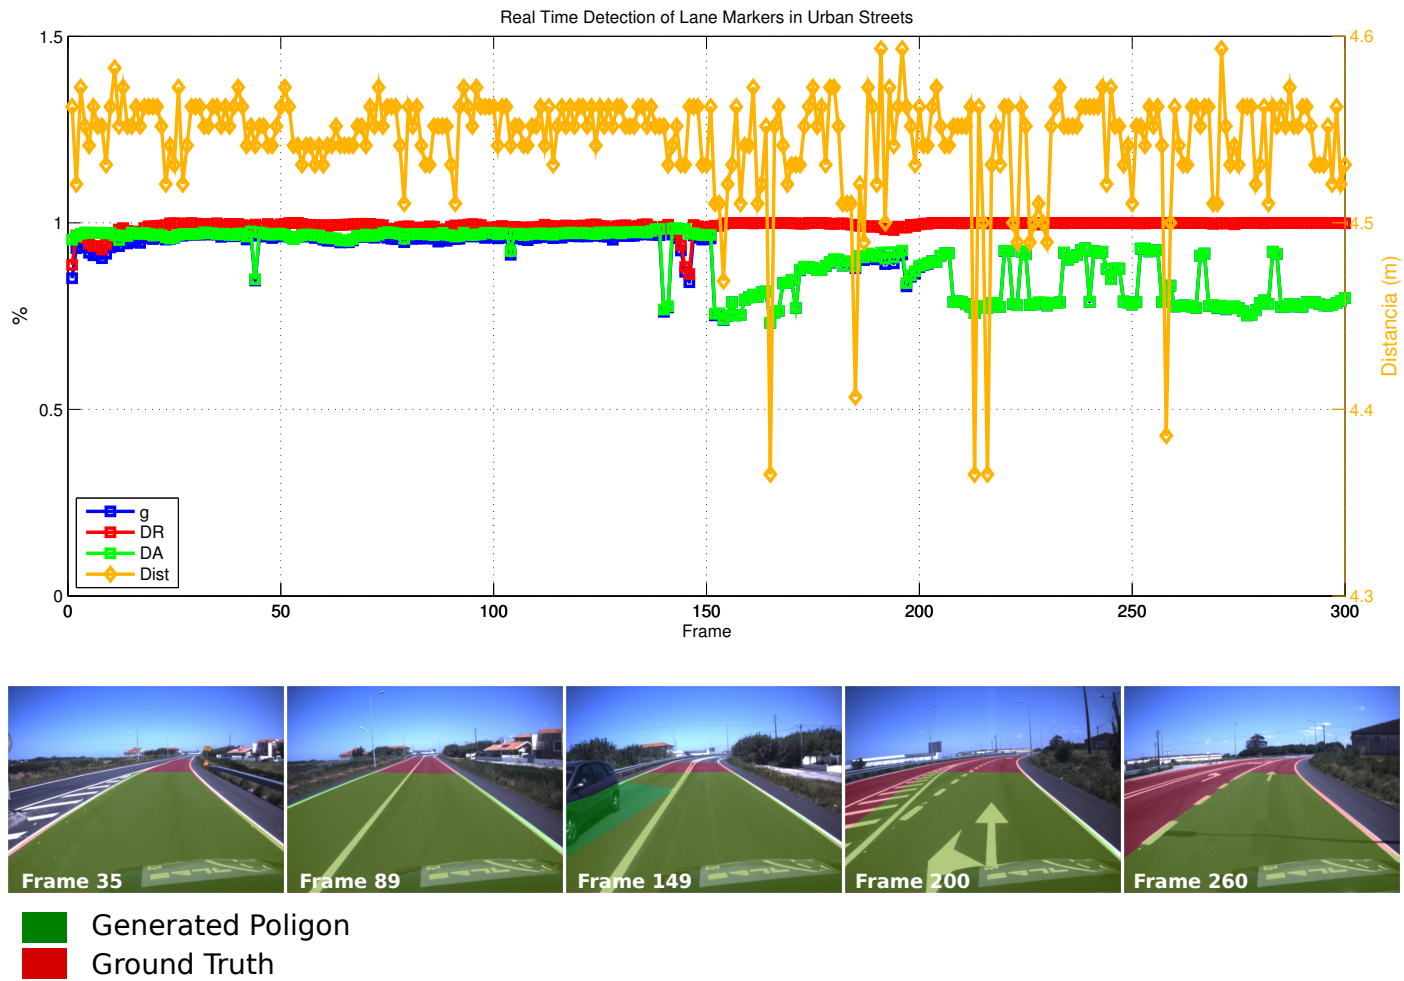 Real Time Detection of Lane Markers in Urban Streets
1.5
1
0.5
0
%
4.6
4.5
4.4
4.3
Distancia (m)
g
DR
DA
Dist
0 50 100 150 200 250 300
Frame
Frame 35 Frame 89 Frame 149 Frame 200 Frame 260
Generated Poligon
Ground Truth